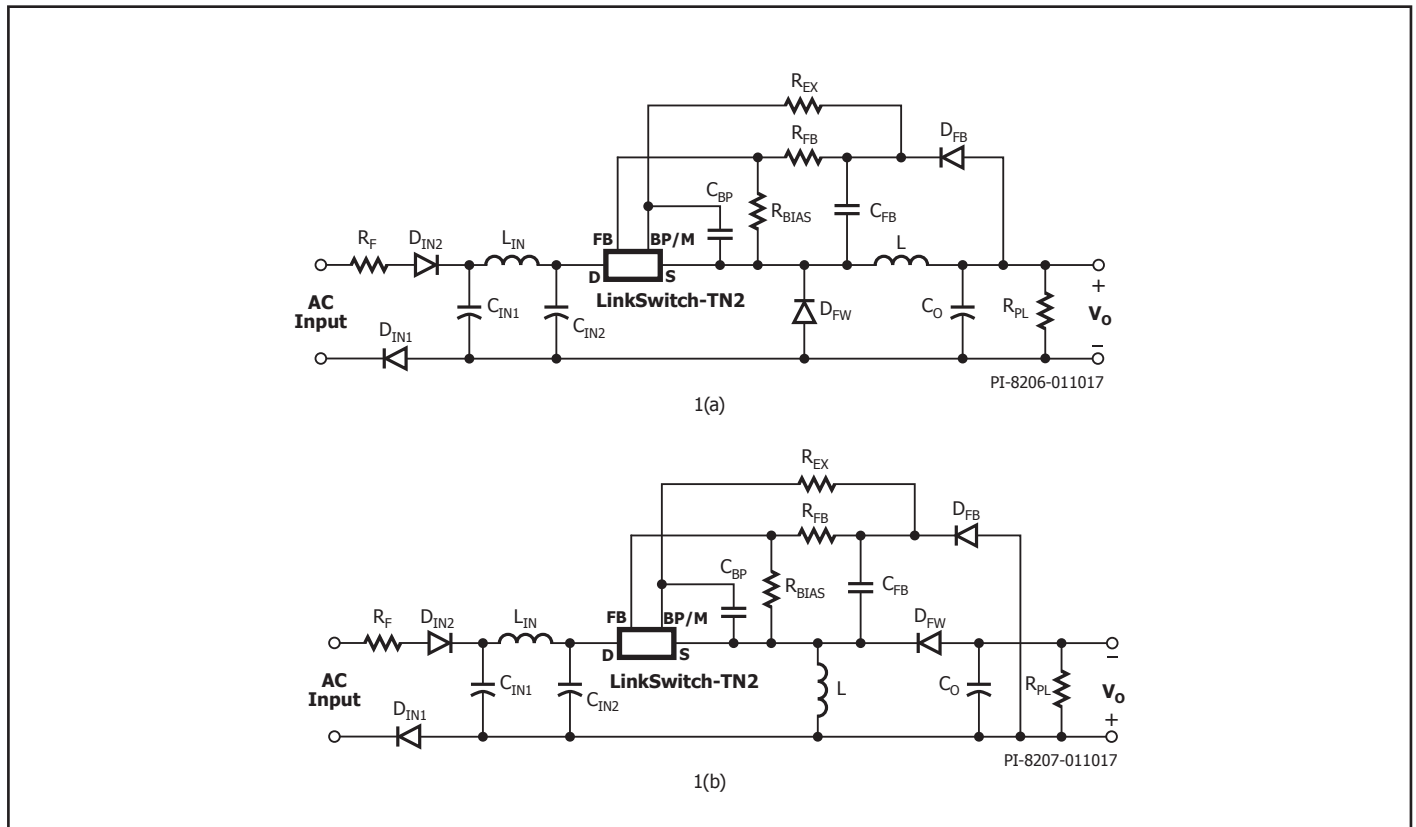 R_EX
R_FB
D_FB
C_BP
R_BIAS
C_FB
R_F
D_IN2
L_IN
FB
BP/M
L
D
S
LinkSwitch-TN2
AC
Input
C_IN1
C_IN2
D_FW
C_O
R_PL
+
V_O
–
D_IN1
PI-8206-011017
1(a)
R_EX
R_FB
D_FB
C_BP
R_BIAS
C_FB
R_F
D_IN2
L_IN
FB
BP/M
D_FW
D
S
–
LinkSwitch-TN2
AC
Input
C_IN1
C_IN2
L
C_O
R_PL
V_O
D_IN1
+
PI-8207-011017
1(b)